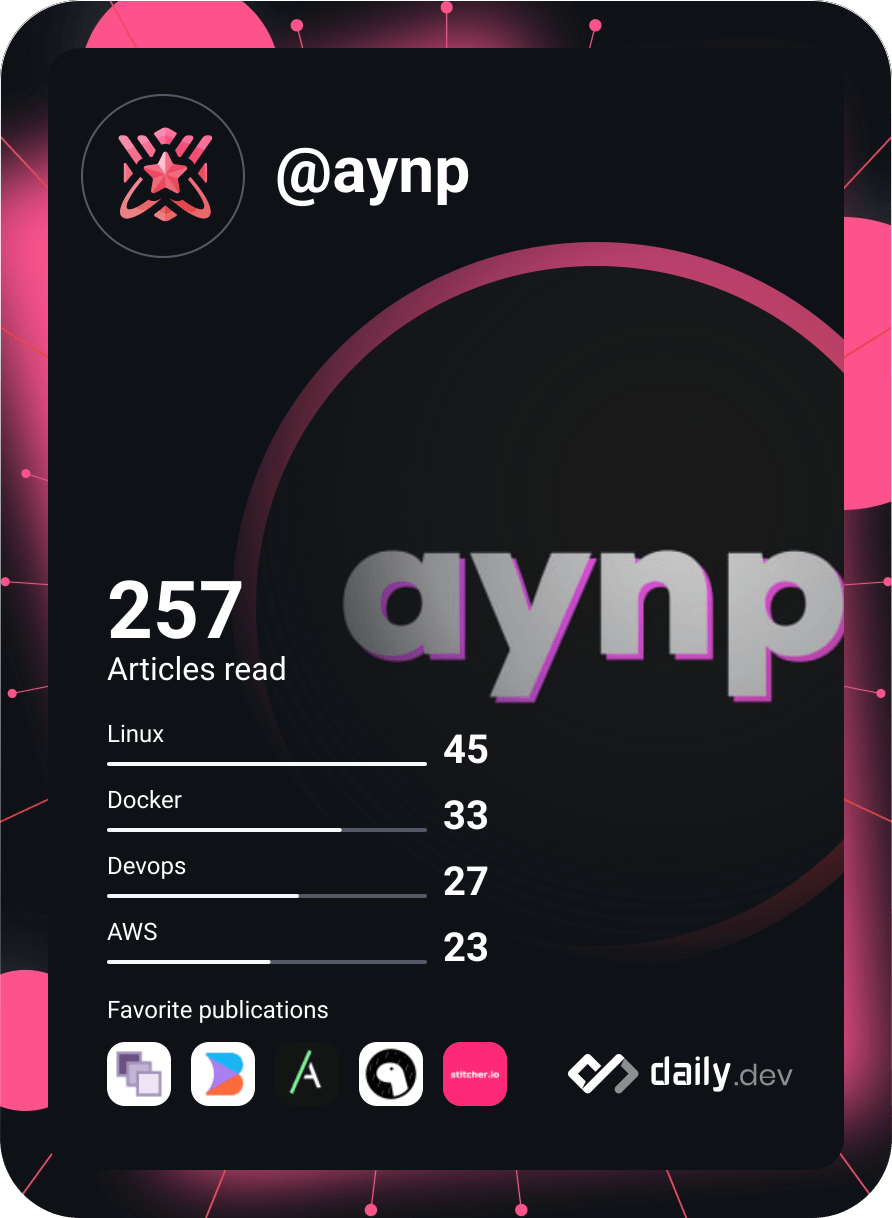 @aynp
aynp
257
Articles read
Linux
45
Docker
33
Devops
27
AWS
23
Favorite publications
stitcher.io
daily.dev